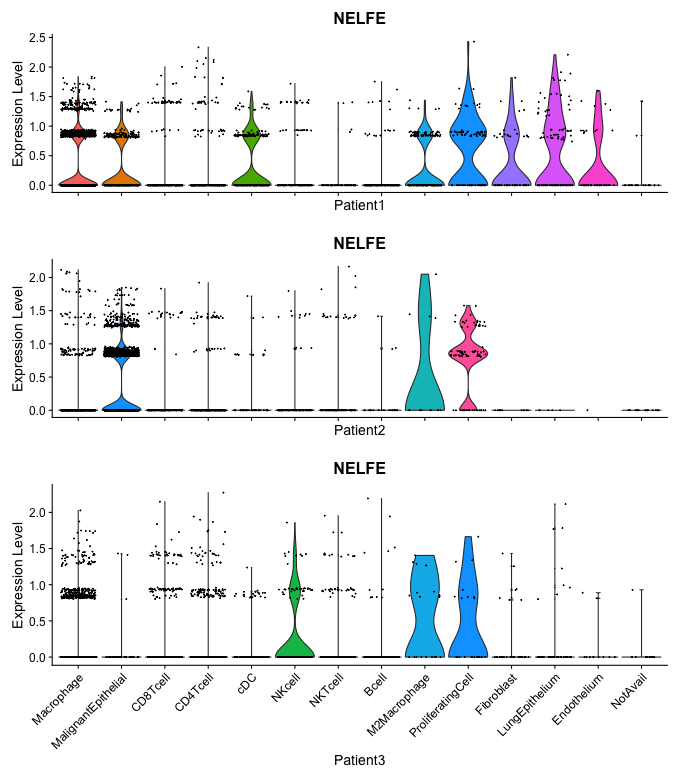 NELFE
Expression Level
2.5
2.0
1.5
1.0
0.5
0.0
Patient1
NELFE
Expression Level
2.0
1.5
1.0
0.5
0.0
Patient2
NELFE
Expression Level
2.0
1.5
1.0
0.5
0.0
Macrophage
MalignantEpithelial
CD8Tcell
CD4Tcell
cDC
NKcell
NKTcell
Bcell
M2Macrophage
ProliferatingCell
Fibroblast
LungEpithelium
Endothelium
NotAvail
Patient3